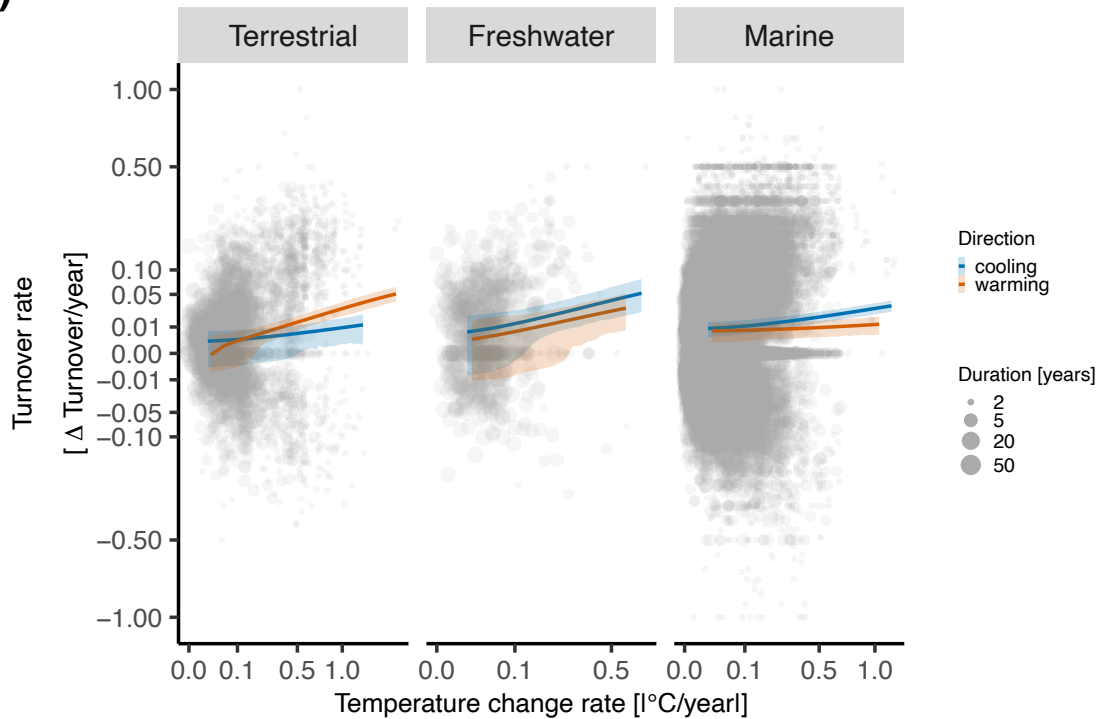 )
Terrestrial Freshwater Marine
1.00
0.50
0.10
0.05
0.01
0.00
−0.01
−0.05
−0.10
−0.50
−1.00
Turnover rate
[ Δ Turnover/year]
0.0 0.1 0.5 1.0 0.0 0.1 0.5 0.0 0.1 0.5 1.0
Temperature change rate [|°C/year|]
Direction
cooling
warming
Duration [years]
2
5
20
50